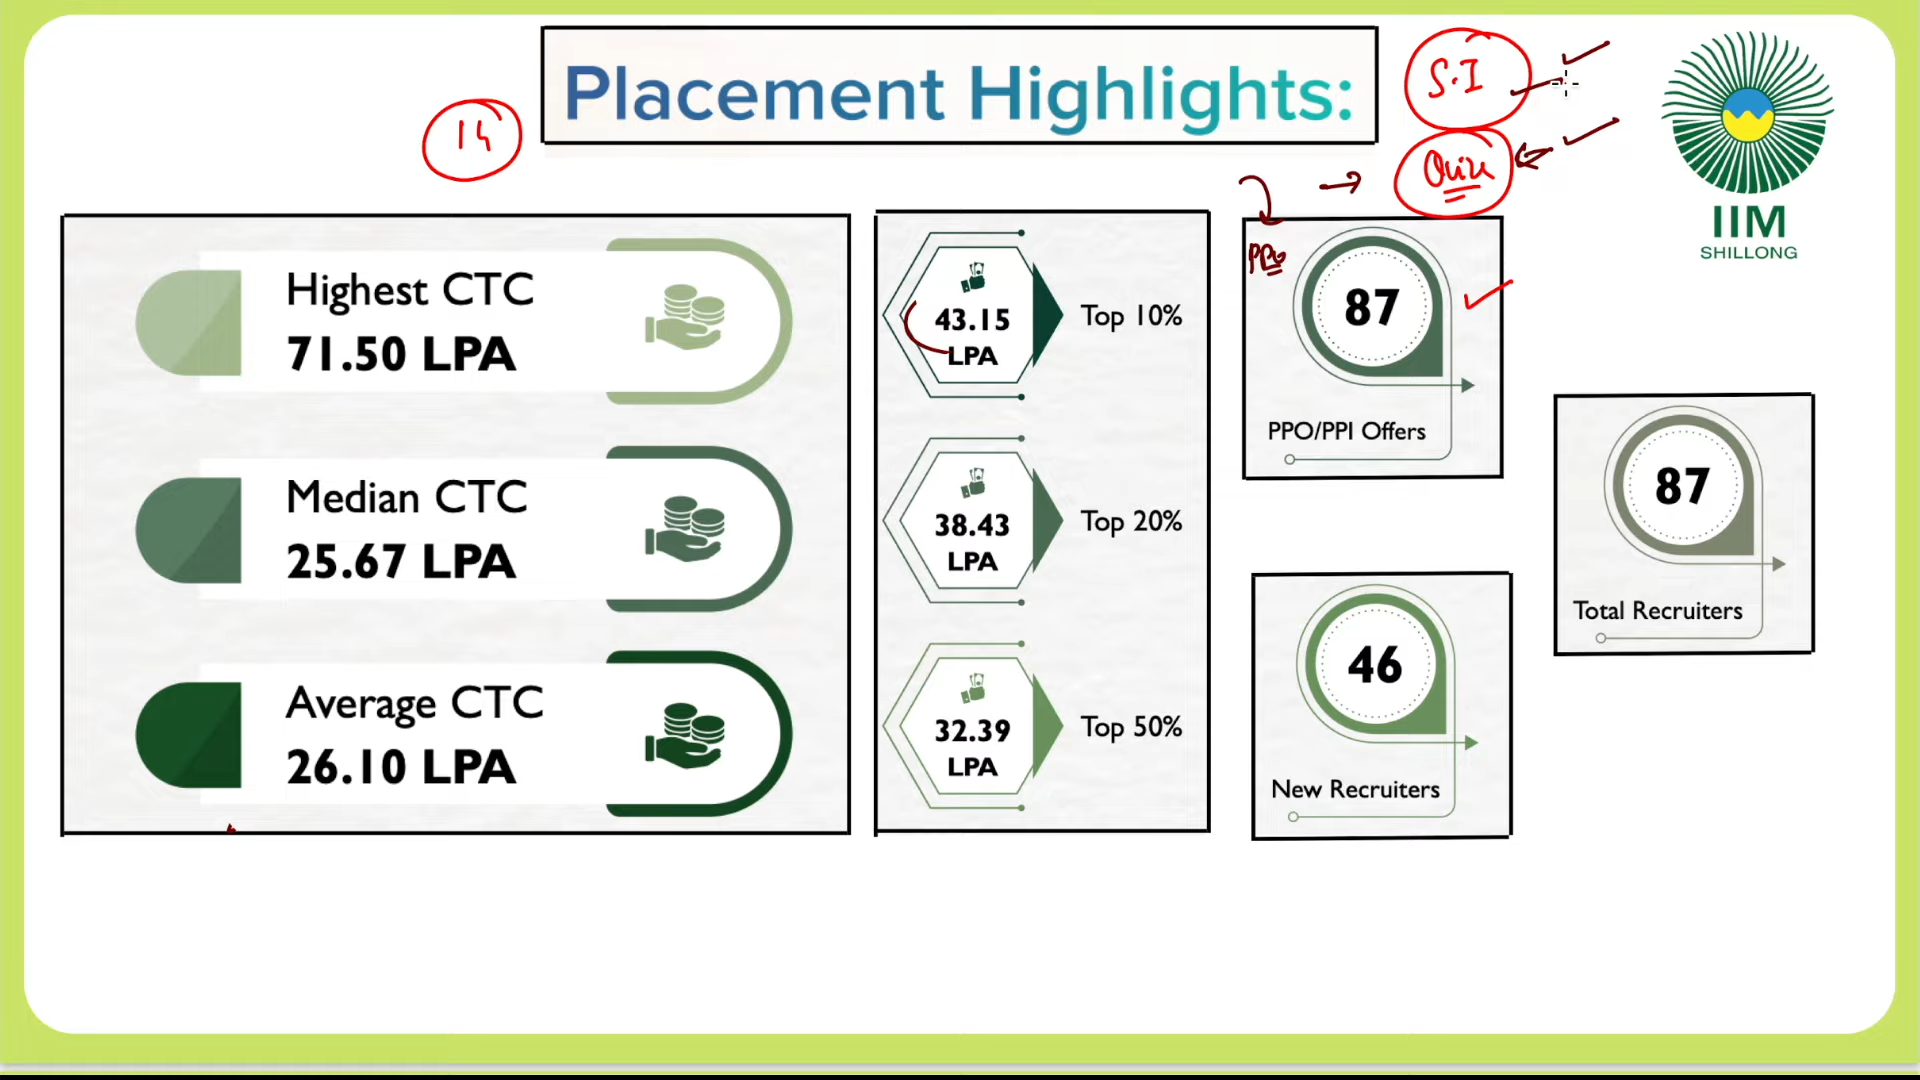 Placement Highlights:
S.I
14
IIM
SHILLONG
Highest CTC
71.50 LPA
Median CTC
25.67 LPA
Average CTC
26.10 LPA
43.15
LPA
Top 10%
38.43
LPA
Top 20%
32.39
LPA
Top 50%
PPO
87
PPO/PPI Offers
46
New Recruiters
87
Total Recruiters